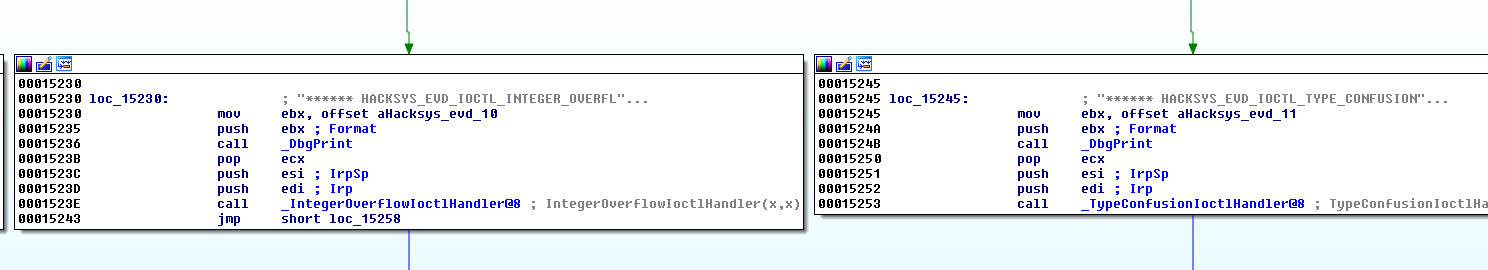 00015230
00015230 loc_15230: ; "****** HACKSYS_EVD_IOCTL_INTEGER_OVERFL"...
00015230 mov ebx, offset aHacksys_evd_10
00015235 push ebx ; Format
00015236 call _DbgPrint
0001523B pop ecx
0001523C push esi ; IrpSp
0001523D push edi ; Irp
0001523E call _IntegerOverflowIoctlHandler@8 ; IntegerOverflowIoctlHandler(x,x)
00015243 jmp short loc_15258
00015245
00015245 loc_15245: ; "****** HACKSYS_EVD_IOCTL_TYPE_CONFUSION"...
00015245 mov ebx, offset aHacksys_evd_11
0001524A push ebx ; Format
0001524B call _DbgPrint
00015250 pop ecx
00015251 push esi ; IrpSp
00015252 push edi ; Irp
00015253 call _TypeConfusionIoctlHandler@8 ; TypeConfusionIoctlHa